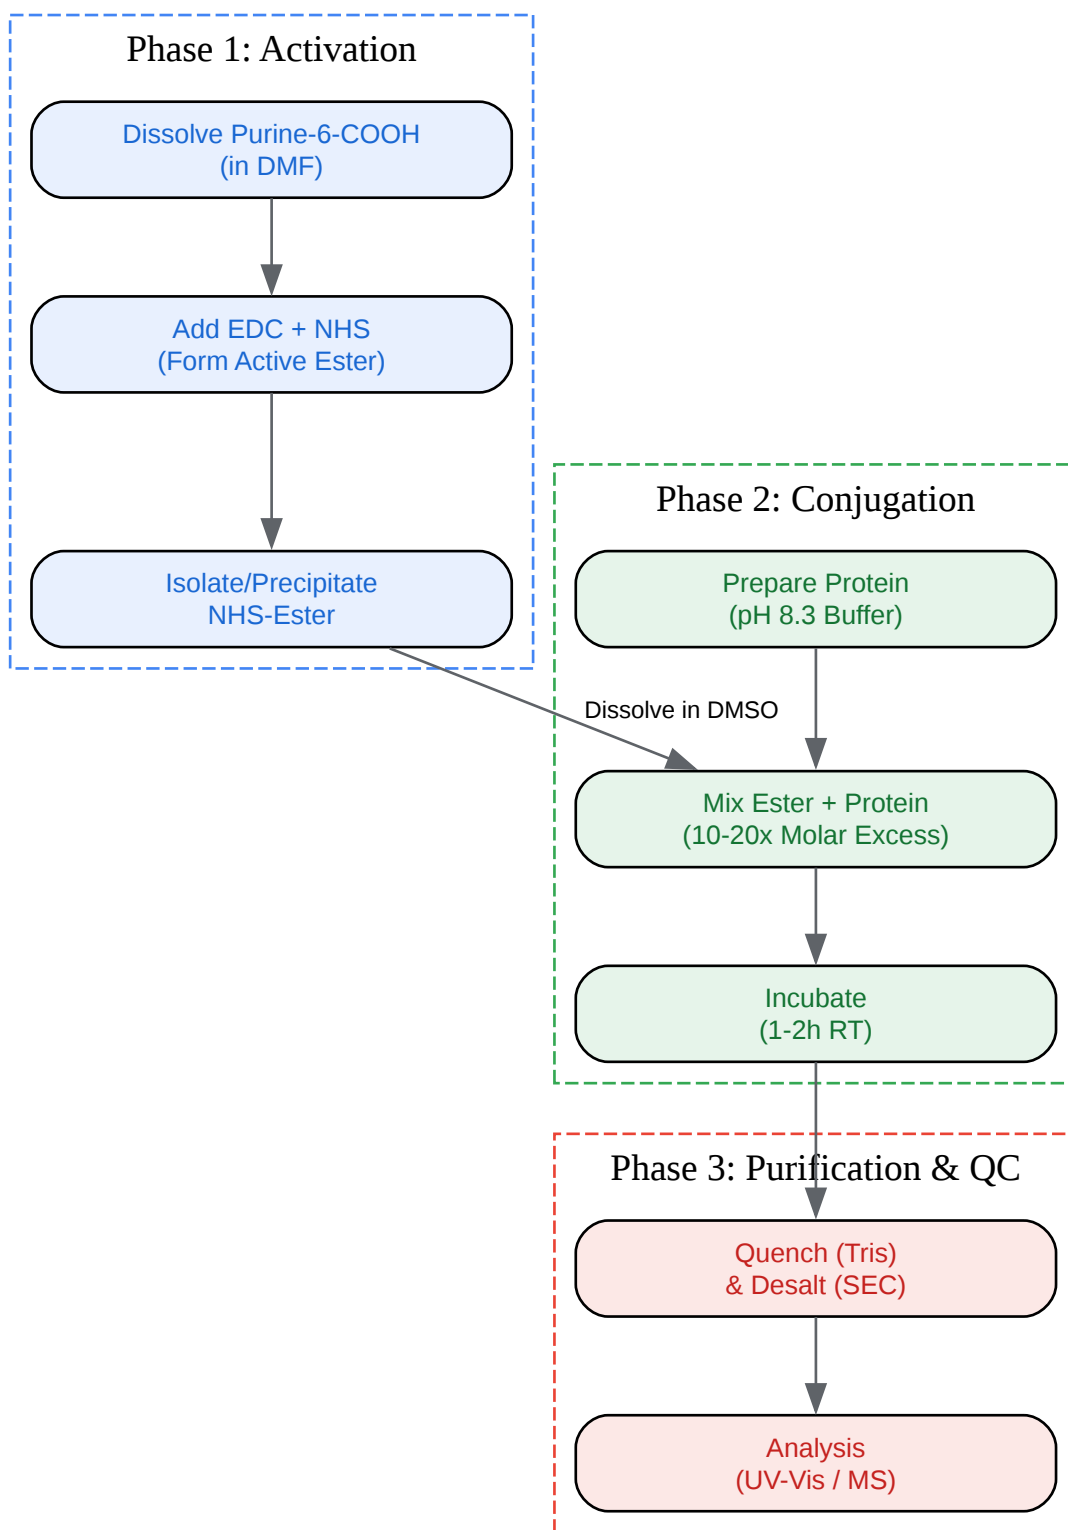 Phase 1: Activation
Dissolve Purine-6-COOH
(in DMF)
Add EDC + NHS
(Form Active Ester)
Isolate/Precipitate
NHS-Ester
Phase 2: Conjugation
Prepare Protein
(pH 8.3 Buffer)
Dissolve in DMSO
Mix Ester + Protein
(10-20x Molar Excess)
Incubate
(1-2h RT)
Phase 3: Purification & QC
Quench (Tris)
& Desalt (SEC)
Analysis
(UV-Vis / MS)